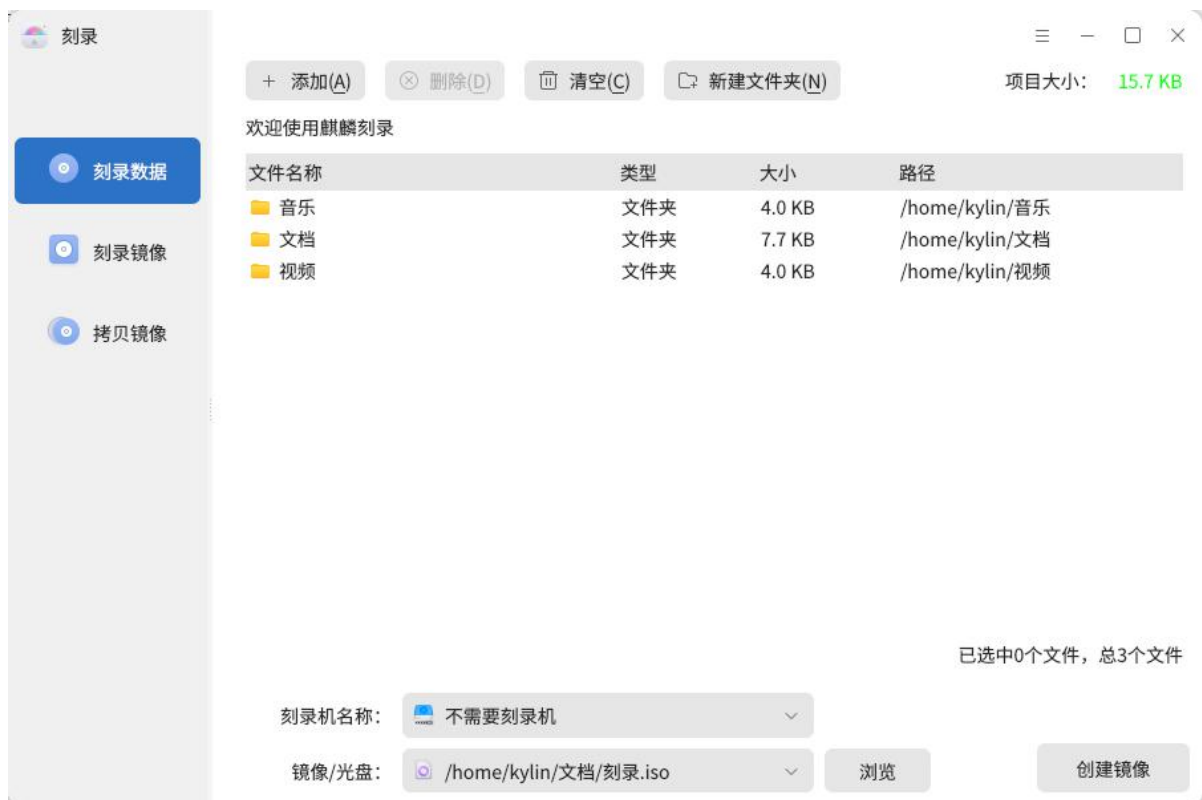 刻录
添加(A) 删除(D) 清空(C) 新建文件夹(N) 项目大小： 15.7 KB
欢迎使用麒麟刻录
刻录数据
刻录镜像
拷贝镜像
文件名称 类型 大小 路径
音乐 文件夹 4.0 KB /home/kylin/音乐
文档 文件夹 7.7 KB /home/kylin/文档
视频 文件夹 4.0 KB /home/kylin/视频
已选中0个文件，总3个文件
刻录机名称： 不需要刻录机
镜像/光盘： /home/kylin/文档/刻录.iso 浏览 创建镜像